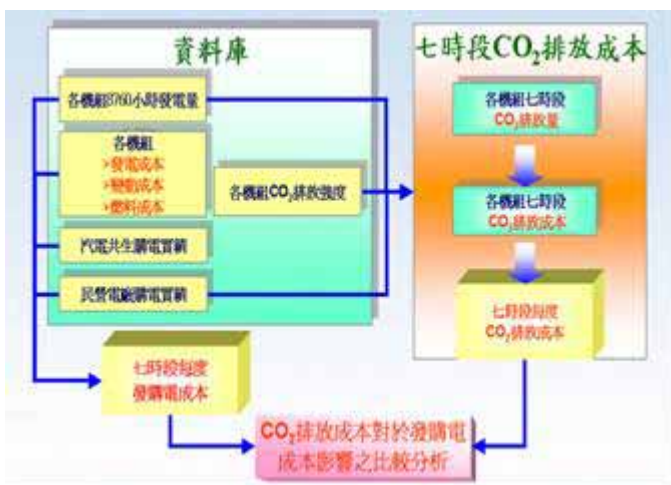 資料庫
各機組8760小時發電量
各機組
>發電成本
>變動成本
>燃料成本
各機組CO2排放強度
汽電共生購電實績
民營電廠購電實績
七時段每度
發購電成本
七時段CO2排放成本
各機組七時段
CO2排放量
各機組七時段
CO2排放成本
七時段每度
CO2排放成本
CO2排放成本對於發購電
成本影響之比較分析